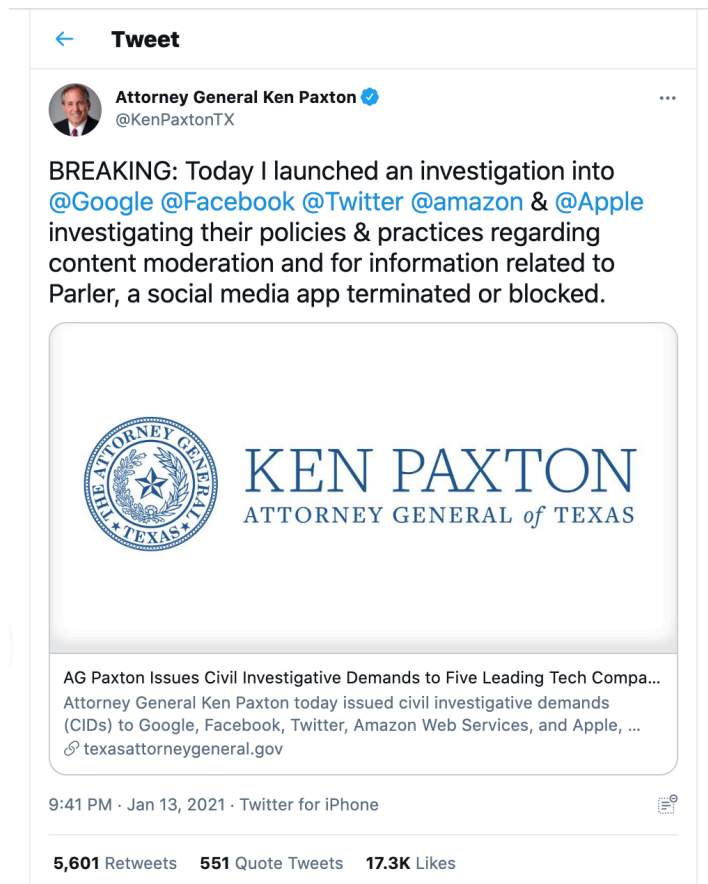 Tweet
Attorney General Ken Paxton
@KenPaxtonTX
BREAKING: Today I launched an investigation into
@Google @Facebook @Twitter @amazon & @Apple
investigating their policies & practices regarding
content moderation and for information related to
Parler, a social media app terminated or blocked.
THE ATTORNEY GENERAL
TEXAS
KEN PAXTON
ATTORNEY GENERAL of TEXAS
AG Paxton Issues Civil Investigative Demands to Five Leading Tech Compa...
Attorney General Ken Paxton today issued civil investigative demands
(CIDs) to Google, Facebook, Twitter, Amazon Web Services, and Apple, ...
texasattorneygeneral.gov
9:41 PM · Jan 13, 2021 · Twitter for iPhone
5,601 Retweets 551 Quote Tweets 17.3K Likes